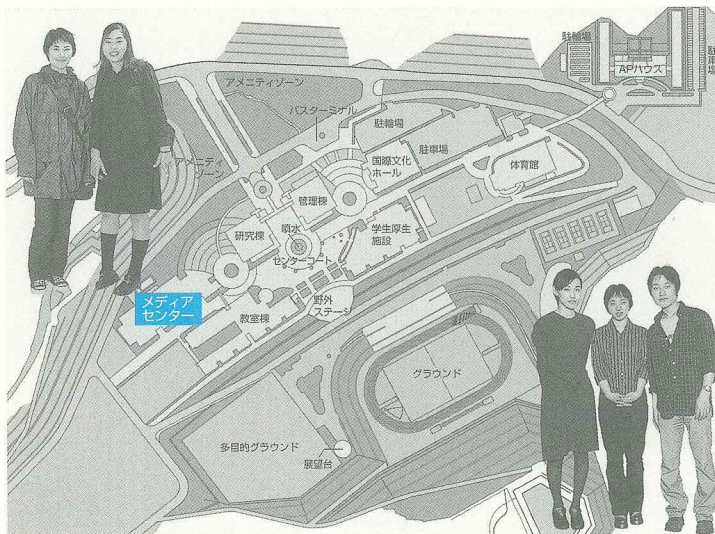 駐輪場
APハウス
駐車場
アメニティゾーン
バスターミナル
駐輪場
アメニティ
ゾーン
国際文化
ホール
駐車場
体育館
管理棟
研究棟
噴水
学生厚生
施設
センターコート
メディア
センター
野外
ステージ
教室棟
グラウンド
多目的グラウンド
展望台